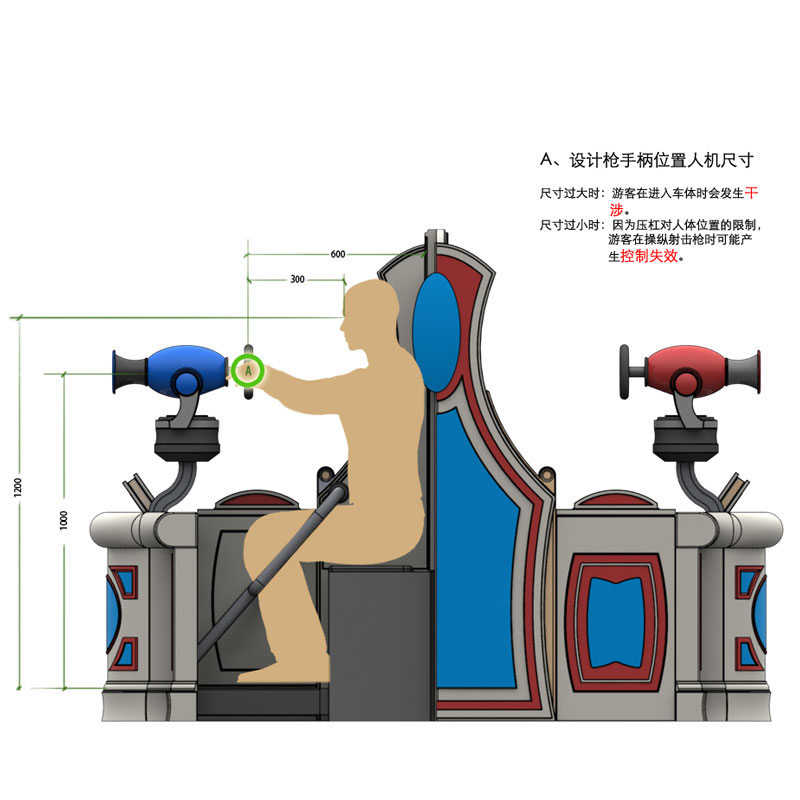 A、设计枪手柄位置人机尺寸
尺寸过大时：游客在进入车体时会发生干
涉。
尺寸过小时：因为压杠对人体位置的限制，
游客在操纵射击枪时可能产
生控制失效。
600
300
A
1200
1000